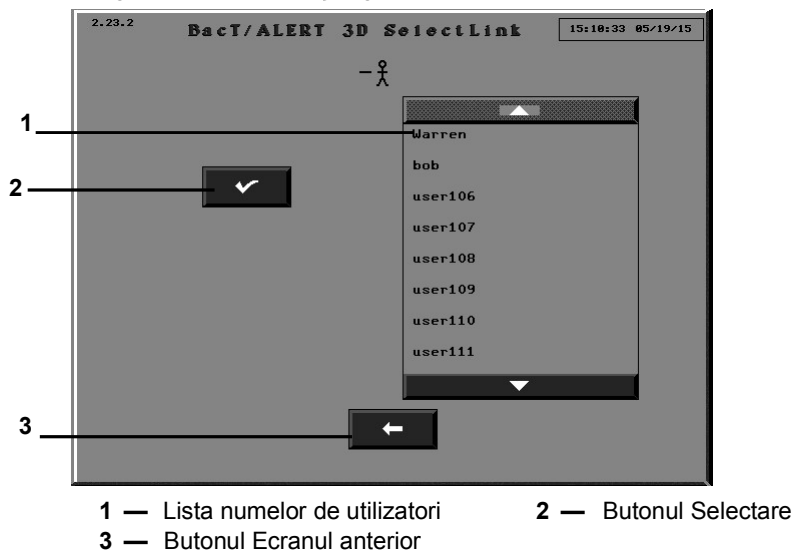 2.23.2
BacT/ALERT 3D SelectLink
15:10:33 05/19/15
1
Warren
2
bob
user106
user107
user108
user109
user110
user111
3
1 — Lista numelor de utilizatori 2 — Butonul Selectare
3 — Butonul Ecranul anterior